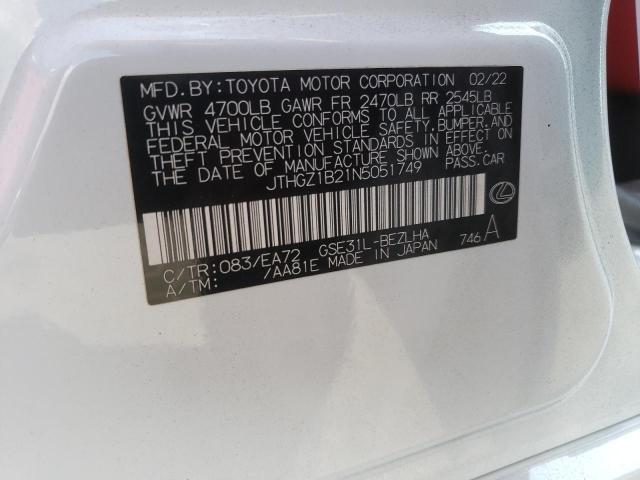 MFD. BY: TOYOTA MOTOR CORPORATION 02/22
GVWR 4700LB GAWR FR 2470LB RR 2545LB
THIS VEHICLE CONFORMS TO ALL APPLICABLE
FEDERAL MOTOR VEHICLE SAFETY, BUMPER, AND
THEFT PREVENTION STANDARDS IN EFFECT ON
THE DATE OF MANUFACTURE SHOWN ABOVE.
JTHGZ1B21N5051749 PASS. CAR
C/TR: 083/EA72 GSE31L-BEZLHA 746 A
A/TM: 7AA81E MADE IN JAPAN